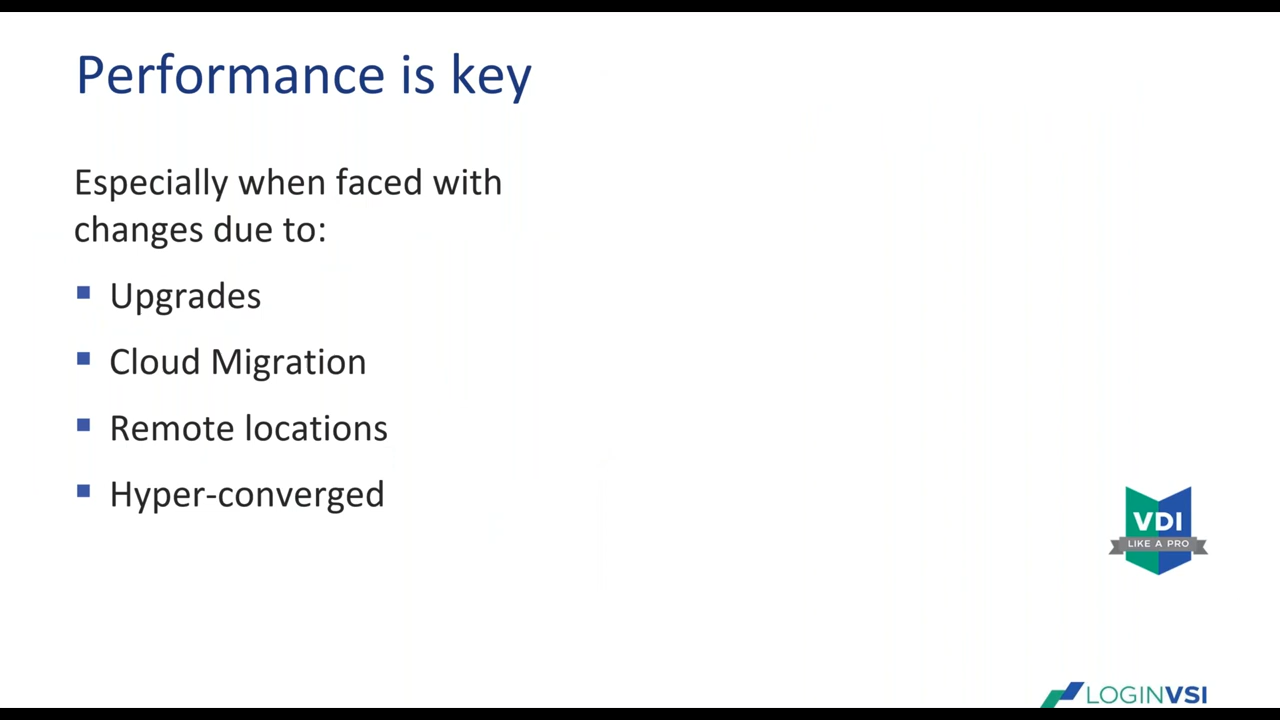 Performance is key
Especially when faced with
changes due to:
Upgrades
Cloud Migration
Remote locations
Hyper-converged
VDI
LIKE A PRO
LOGINVSI